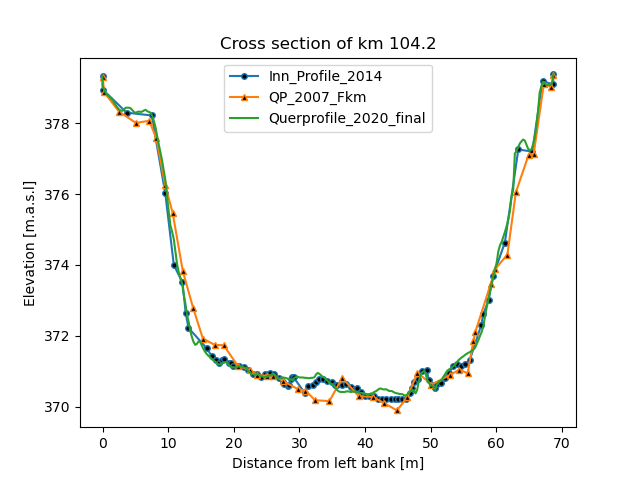 Cross section of km 104.2
Inn_Profile_2014
QP_2007_Fkm
Querprofile_2020_final
Elevation [m.a.s.l]
378
376
374
372
370
0 10 20 30 40 50 60 70
Distance from left bank [m]